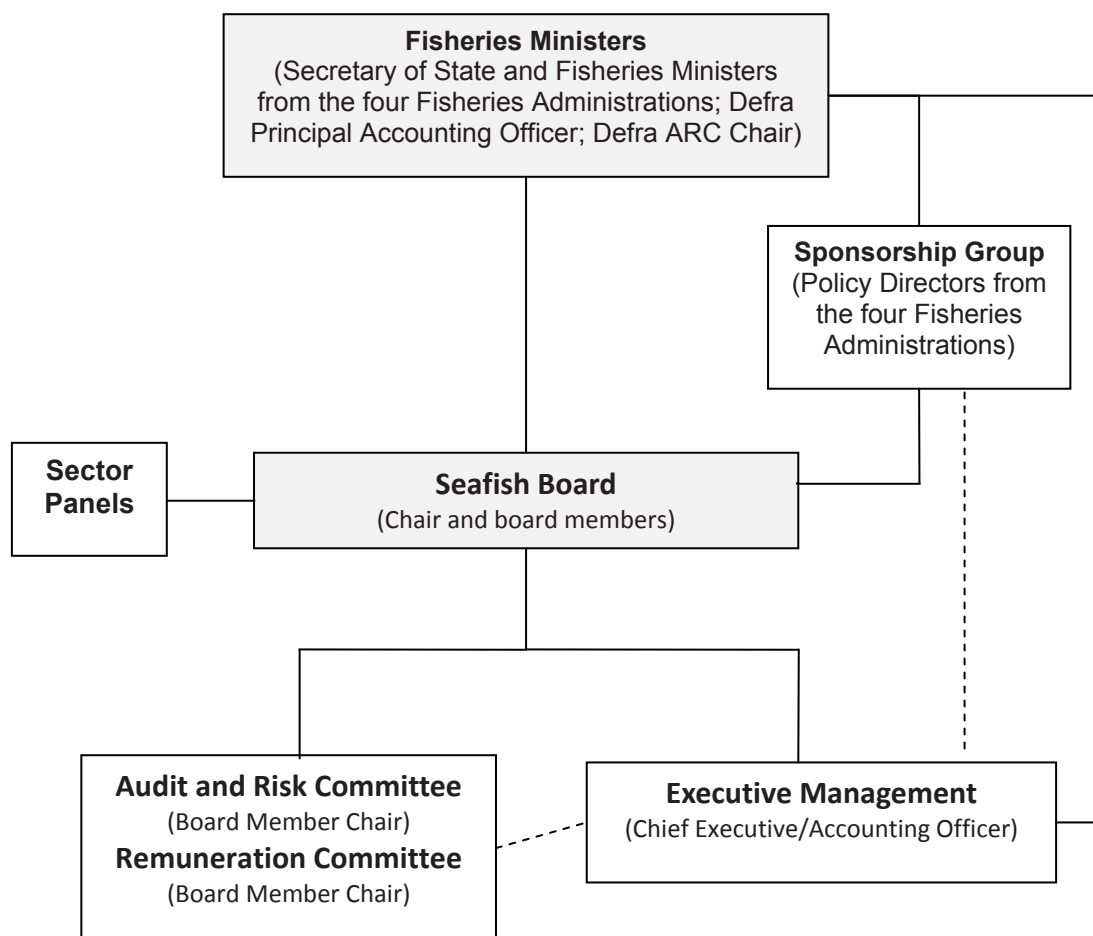 Fisheries Ministers
(Secretary of State and Fisheries Ministers
from the four Fisheries Administrations; Defra
Principal Accounting Officer; Defra ARC Chair)
Sponsorship Group
(Policy Directors from
the four Fisheries
Administrations)
Sector
Panels
Seafish Board
(Chair and board members)
Audit and Risk Committee
(Board Member Chair)
Remuneration Committee
(Board Member Chair)
Executive Management
(Chief Executive/Accounting Officer)